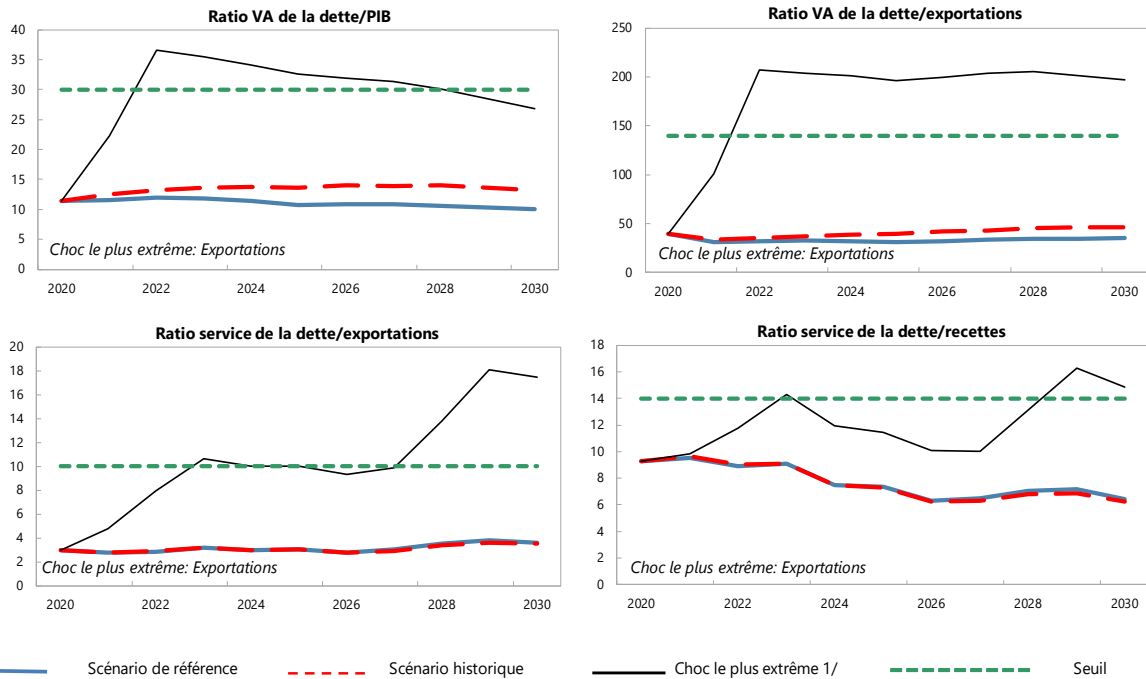 Ratio VA de la dette/PIB
40
35
30
25
20
15
10
5
0
Choc le plus extrême: Exportations
2020 2022 2024 2026 2028 2030
Ratio VA de la dette/exportations
250
200
150
100
50
0
Choc le plus extrême: Exportations
2020 2022 2024 2026 2028 2030
Ratio service de la dette/exportations
20
18
16
14
12
10
8
6
4
2
0
Choc le plus extrême: Exportations
2020 2022 2024 2026 2028 2030
Ratio service de la dette/recettes
18
16
14
12
10
8
6
4
2
0
Choc le plus extrême: Exportations
2020 2022 2024 2026 2028 2030
Scénario de référence Scénario historique Choc le plus extrême 1/ Seuil